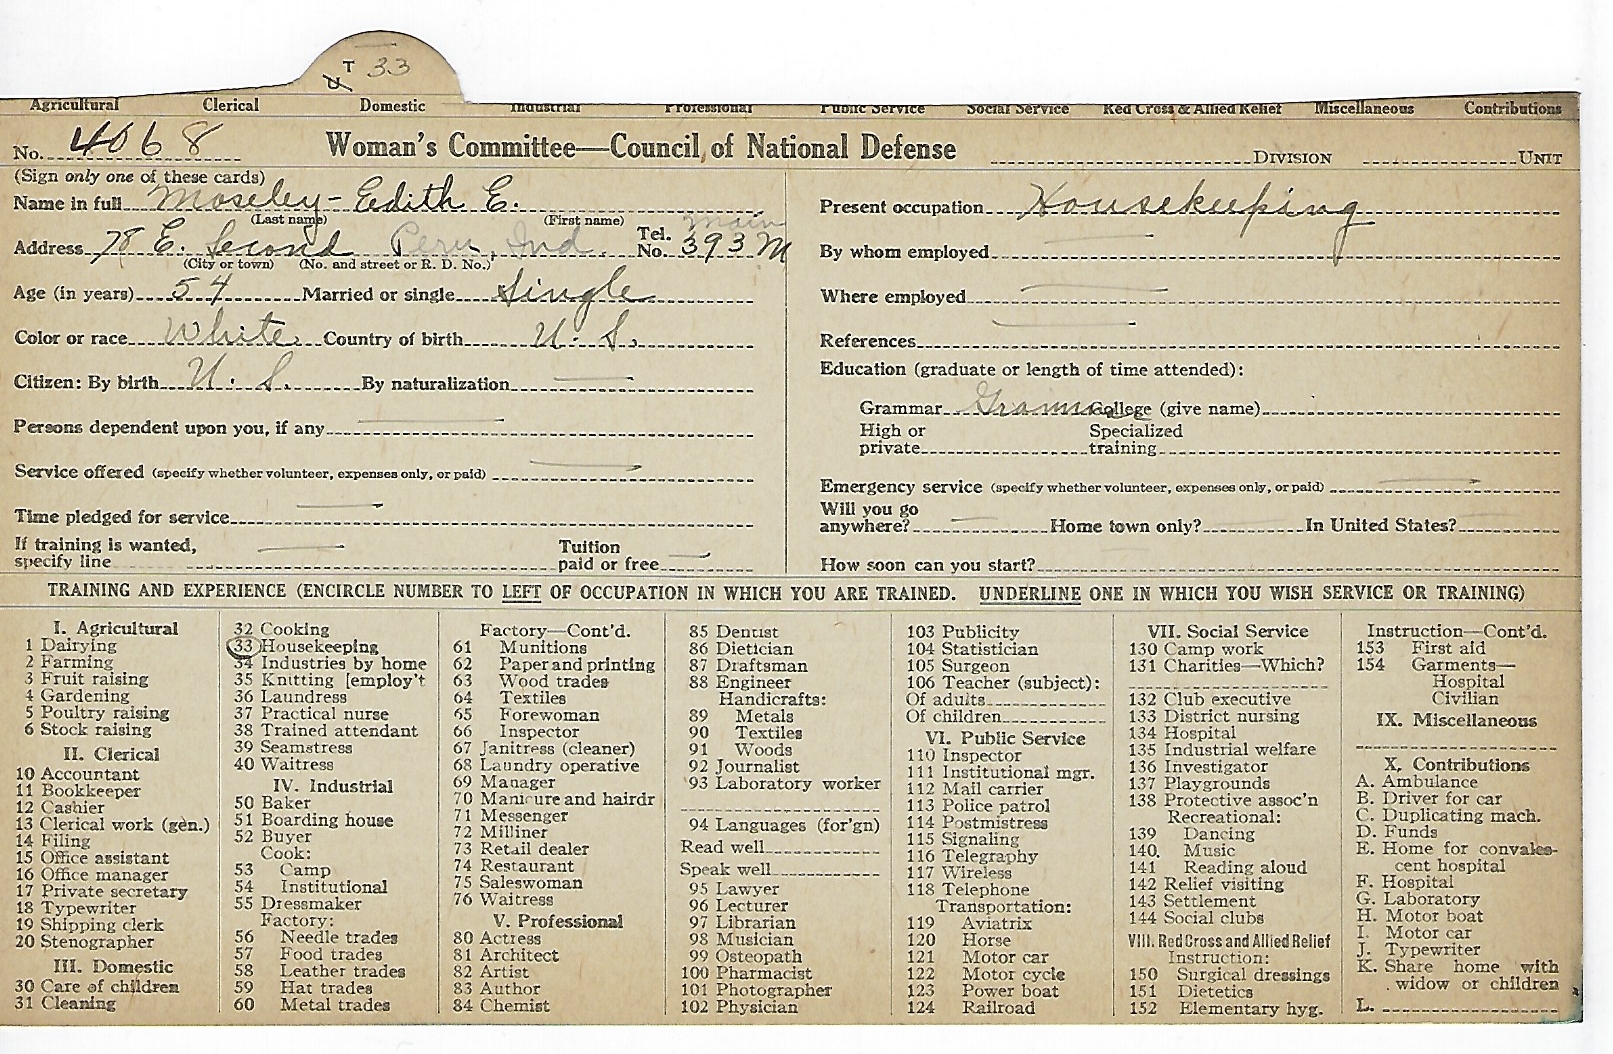 T 33
Agricultural Clerical Domestic Industrial Professional Public Service Social Service Red Cross & Allied Relief Miscellaneous Contributions
No. 4068 Woman's Committee—Council of National Defense DIVISION UNIT
(Sign only one of these cards)
Name in full Moseley - Edith E.
(Last name) (First name)
Address 78 E. Second Peru, Ind. Tel. No. Main 393 M
(City or town) (No. and street or R. D. No.)
Age (in years) 54 Married or single Single
Color or race White Country of birth U. S.
Citizen: By birth U. S. By naturalization
Persons dependent upon you, if any
Service offered (specify whether volunteer, expenses only, or paid)
Time pledged for service
If training is wanted, specify line Tuition paid or free
Present occupation Housekeeping
By whom employed
Where employed
References
Education (graduate or length of time attended):
Grammar Grammar College (give name)
High or private Specialized training
Emergency service (specify whether volunteer, expenses only, or paid)
Will you go anywhere? Home town only? In United States?
How soon can you start?
TRAINING AND EXPERIENCE (ENCIRCLE NUMBER TO LEFT OF OCCUPATION IN WHICH YOU ARE TRAINED. UNDERLINE ONE IN WHICH YOU WISH SERVICE OR TRAINING)
I. Agricultural
1 Dairying
2 Farming
3 Fruit raising
4 Gardening
5 Poultry raising
6 Stock raising
II. Clerical
10 Accountant
11 Bookkeeper
12 Cashier
13 Clerical work (gen.)
14 Filing
15 Office assistant
16 Office manager
17 Private secretary
18 Typewriter
19 Shipping clerk
20 Stenographer
III. Domestic
30 Care of children
31 Cleaning
32 Cooking
33 Housekeeping
34 Industries by home
35 Knitting [employ't
36 Laundress
37 Practical nurse
38 Trained attendant
39 Seamstress
40 Waitress
IV. Industrial
50 Baker
51 Boarding house
52 Buyer
Cook:
53 Camp
54 Institutional
55 Dressmaker
Factory:
56 Needle trades
57 Food trades
58 Leather trades
59 Hat trades
60 Metal trades
Factory—Cont'd.
61 Munitions
62 Paper and printing
63 Wood trades
64 Textiles
65 Forewoman
66 Inspector
67 Janitress (cleaner)
68 Laundry operative
69 Manager
70 Manicure and hairdr
71 Messenger
72 Milliner
73 Retail dealer
74 Restaurant
75 Saleswoman
76 Waitress
V. Professional
80 Actress
81 Architect
82 Artist
83 Author
84 Chemist
85 Dentist
86 Dietician
87 Draftsman
88 Engineer
Handicrafts:
89 Metals
90 Textiles
91 Woods
92 Journalist
93 Laboratory worker
94 Languages (for'gn)
Read well
Speak well
95 Lawyer
96 Lecturer
97 Librarian
98 Musician
99 Osteopath
100 Pharmacist
101 Photographer
102 Physician
103 Publicity
104 Statistician
105 Surgeon
106 Teacher (subject):
Of adults
Of children
VI. Public Service
110 Inspector
111 Institutional mgr.
112 Mail carrier
113 Police patrol
114 Postmistress
115 Signaling
116 Telegraphy
117 Wireless
118 Telephone
Transportation:
119 Aviatrix
120 Horse
121 Motor car
122 Motor cycle
123 Power boat
124 Railroad
VII. Social Service
130 Camp work
131 Charities—Which?
132 Club executive
133 District nursing
134 Hospital
135 Industrial welfare
136 Investigator
137 Playgrounds
138 Protective assoc'n
Recreational:
139 Dancing
140. Music
141 Reading aloud
142 Relief visiting
143 Settlement
144 Social clubs
VIII. Red Cross and Allied Relief
Instruction:
150 Surgical dressings
151 Dietetics
152 Elementary hyg.
Instruction—Cont'd.
153 First aid
154 Garments—
Hospital
Civilian
IX. Miscellaneous
X. Contributions
A. Ambulance
B. Driver for car
C. Duplicating mach.
D. Funds
E. Home for convales-
cent hospital
F. Hospital
G. Laboratory
H. Motor boat
I. Motor car
J. Typewriter
K. Share home with
widow or children
L.